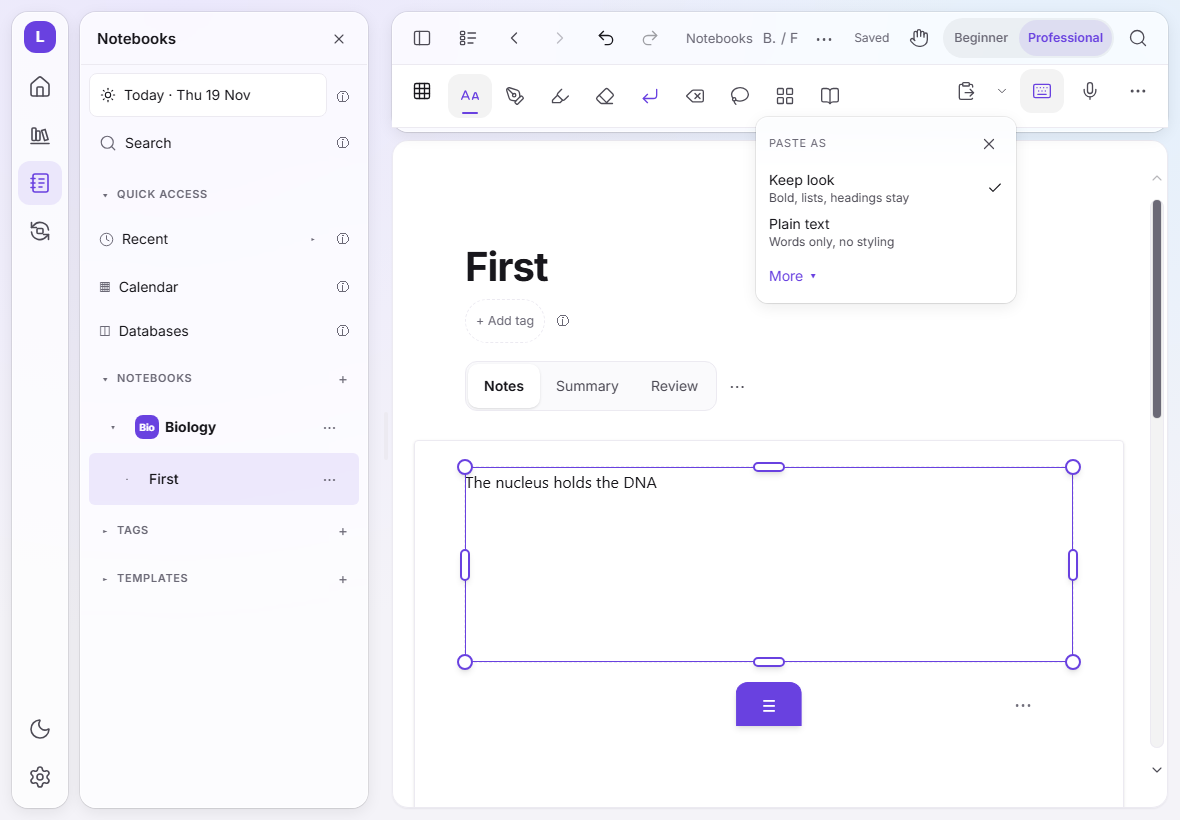 L
Notebooks
Today · Thu 19 Nov
Search
QUICK ACCESS
Recent
Calendar
Databases
NOTEBOOKS
Bio Biology
First
TAGS
TEMPLATES
Notebooks B. / F
Saved
Beginner Professional
AA
PASTE AS
Keep look
Bold, lists, headings stay
Plain text
Words only, no styling
More
First
+ Add tag
Notes Summary Review
The nucleus holds the DNA